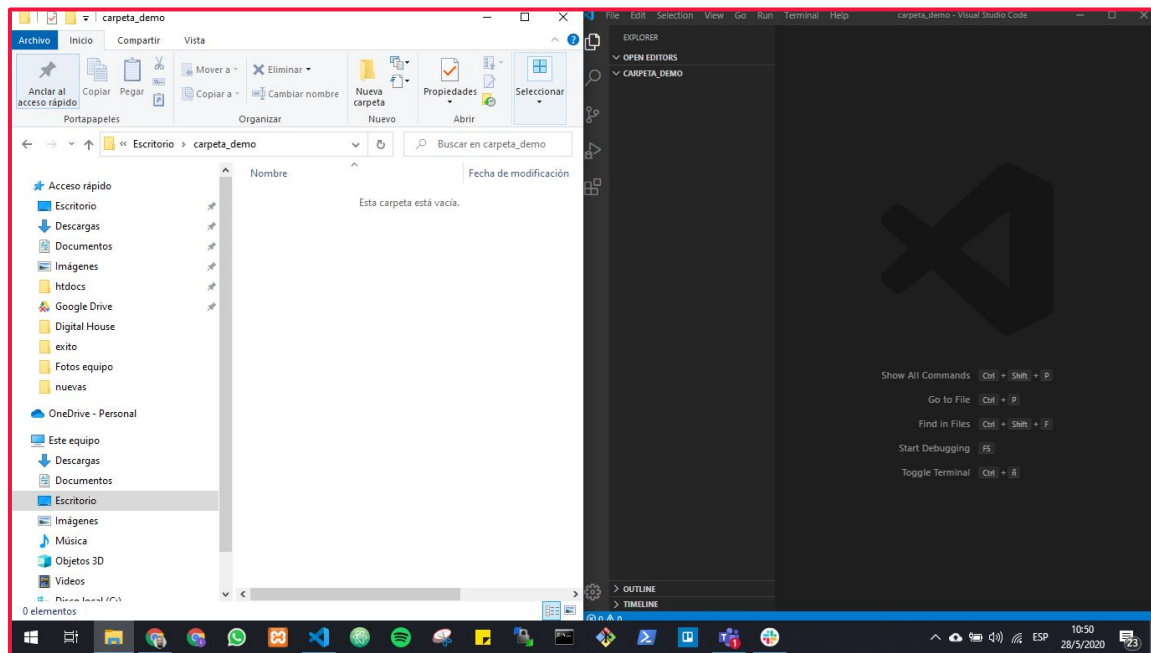 carpeta_demo
Archivo Inicio Compartir Vista
Anclar al acceso rápido
Copiar
Pegar
Mover a
Copiar a
Eliminar
Cambiar nombre
Nueva carpeta
Propiedades
Seleccionar
Portapapeles Organizar Nuevo Abrir
« Escritorio > carpeta_demo
Buscar en carpeta_demo
Nombre Fecha de modificación
Esta carpeta está vacía.
Acceso rápido
Escritorio
Descargas
Documentos
Imágenes
htdocs
Google Drive
Digital House
exito
Fotos equipo
nuevas
OneDrive - Personal
Este equipo
Descargas
Documentos
Escritorio
Imágenes
Música
Objetos 3D
Videos
Disco local (C:)
0 elementos
File Edit Selection View Go Run Terminal Help
carpeta_demo - Visual Studio Code
EXPLORER
OPEN EDITORS
CARPETA_DEMO
Show All Commands Ctrl + Shift + P
Go to File Ctrl + P
Find in Files Ctrl + Shift + F
Start Debugging F5
Toggle Terminal Ctrl + ñ
OUTLINE
TIMELINE
0 0
ESP
10:50
28/5/2020
23